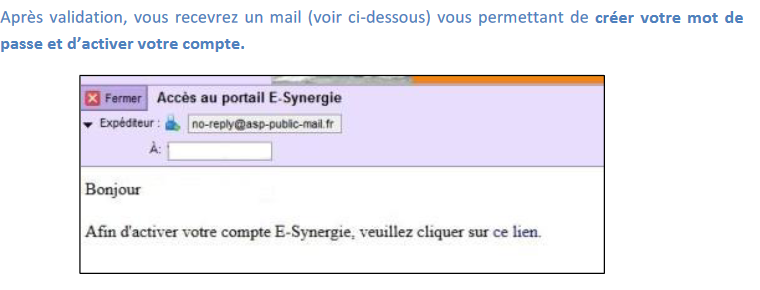 Après validation, vous recevrez un mail (voir ci-dessous) vous permettant de créer votre mot de
passe et d'activer votre compte.
Fermer Accès au portail E-Synergie
Expéditeur : no-reply@asp-public-mail.fr
À:
Bonjour
Afin d'activer votre compte E-Synergie, veuillez cliquer sur ce lien.